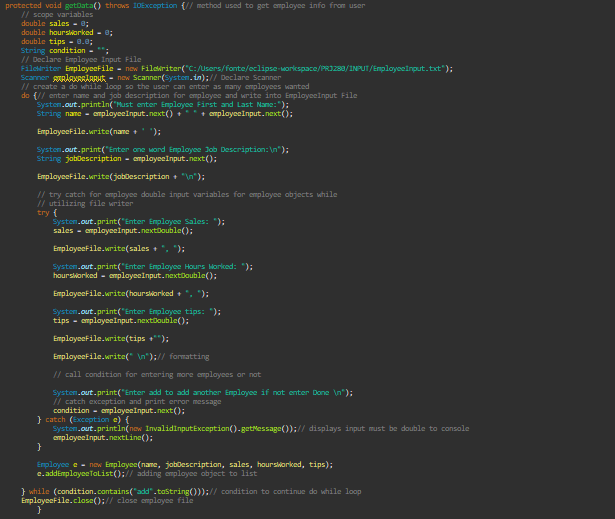 protected void getData() throws IOException {// method used to get employee info from user
// scope variables
double sales = 0;
double hoursWorked = 0;
double tips = 0.0;
String condition = "";
// Declare Employee Input File
FileWriter EmployeeFile = new FileWriter("C:/Users/fonte/eclipse-workspace/PRJ280/INPUT/EmployeeInput.txt");
Scanner employeeInput = new Scanner(System.in);// Declare Scanner
// create a do while loop so the user can enter as many employees wanted
do {// enter name and job description for employee and write into EmployeeInput File
System.out.println("Must enter Employee First and Last Name:");
String name = employeeInput.next() + " " + employeeInput.next();
EmployeeFile.write(name + ' ');
System.out.print("Enter one word Employee Job Description:\n");
String jobDescription = employeeInput.next();
EmployeeFile.write(jobDescription + "\n");
// try catch for employee double input variables for employee objects while
// utilizing file writer
try {
System.out.print("Enter Employee Sales: ");
sales = employeeInput.nextDouble();
EmployeeFile.write(sales + ", ");
System.out.print("Enter Employee Hours Worked: ");
hoursWorked = employeeInput.nextDouble();
EmployeeFile.write(hoursWorked + ", ");
System.out.print("Enter Employee tips: ");
tips = employeeInput.nextDouble();
EmployeeFile.write(tips +"");
EmployeeFile.write(" \n");// formatting
// call condition for entering more employees or not
System.out.print("Enter add to add another Employee if not enter Done \n");
// catch exception and print error message
condition = employeeInput.next();
} catch (Exception e) {
System.out.println(new InvalidInputException().getMessage());// displays input must be double to console
employeeInput.nextLine();
}
Employee e = new Employee(name, jobDescription, sales, hoursWorked, tips);
e.addEmployeeToList();// adding employee object to list
} while (condition.contains("add".toString()));// condition to continue do while loop
EmployeeFile.close();// close employee file
}